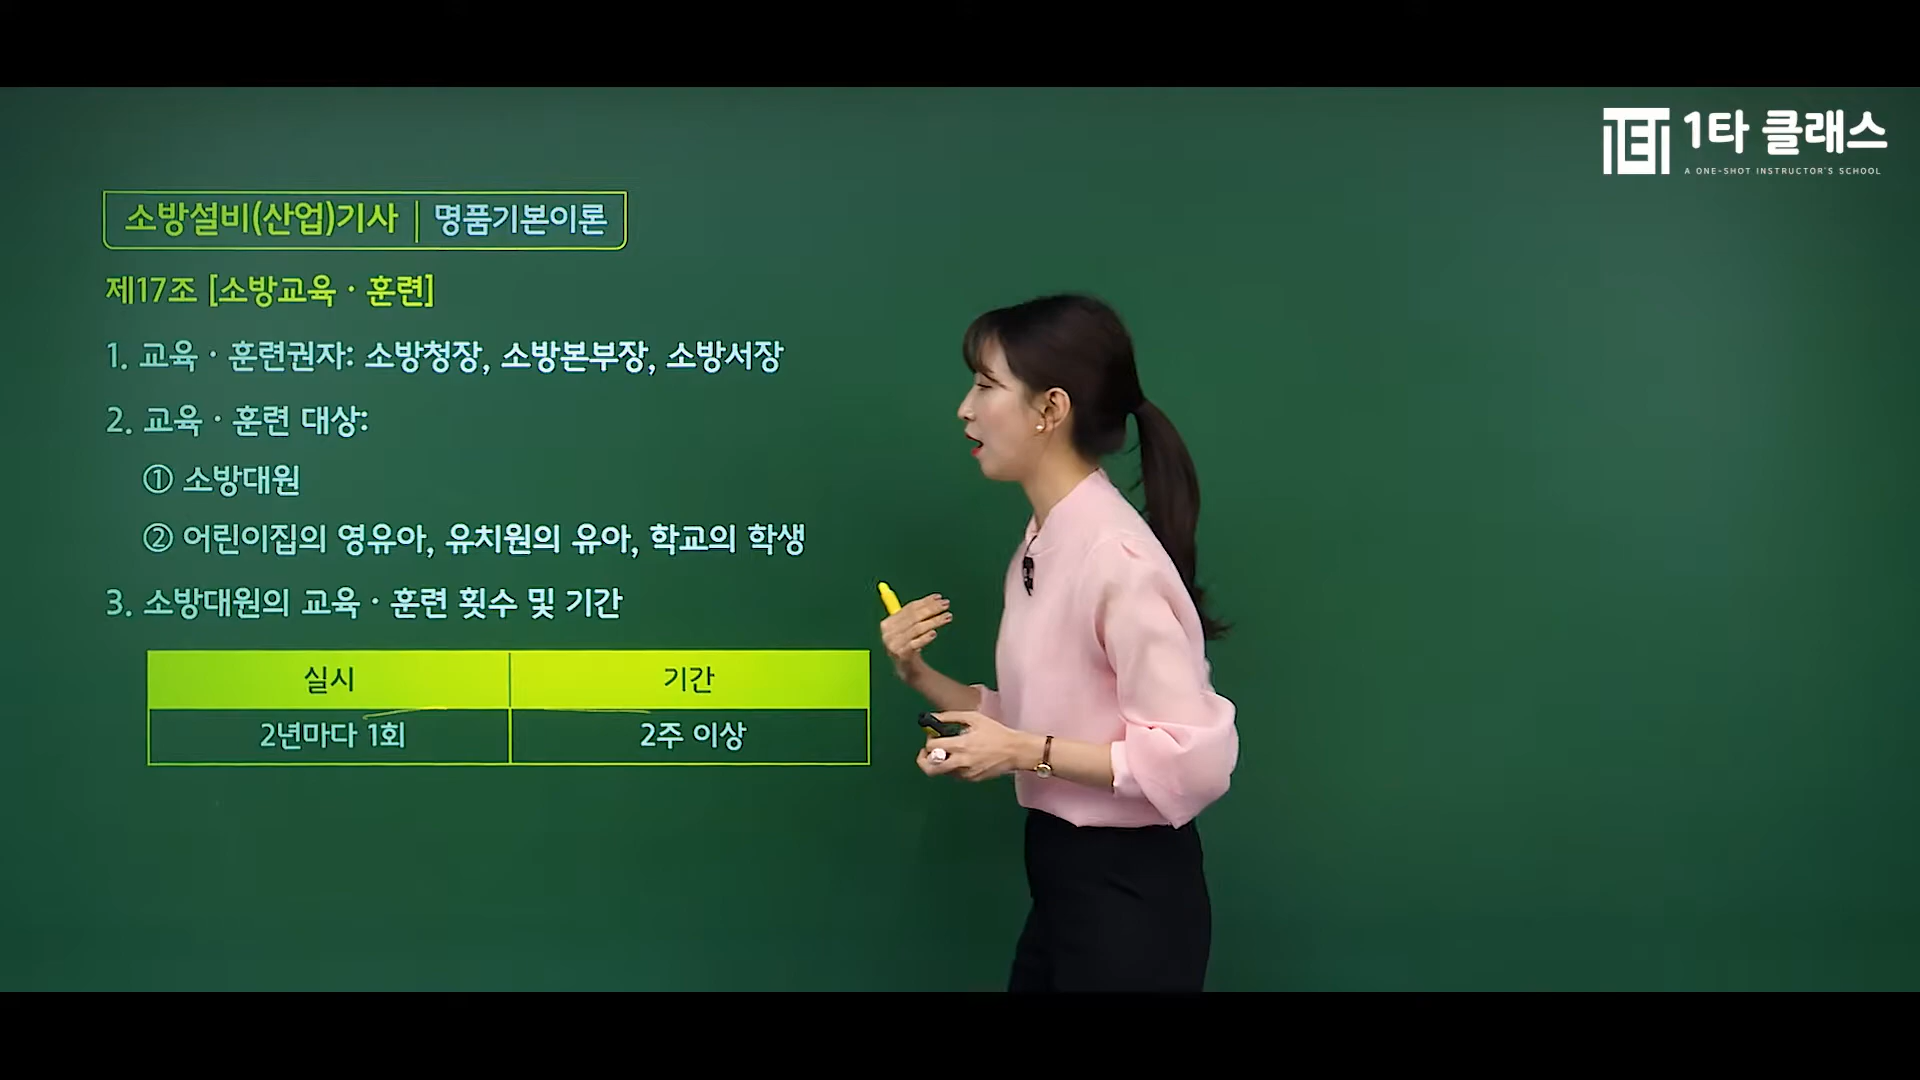 1타 클래스
A ONE-SHOT INSTRUCTOR'S SCHOOL
소방설비(산업)기사 | 명품기본이론
제17조 [소방교육 · 훈련]
1. 교육 · 훈련권자: 소방청장, 소방본부장, 소방서장
2. 교육 · 훈련 대상:
① 소방대원
② 어린이집의 영유아, 유치원의 유아, 학교의 학생
3. 소방대원의 교육 · 훈련 횟수 및 기간
실시 기간
2년마다 1회 2주 이상